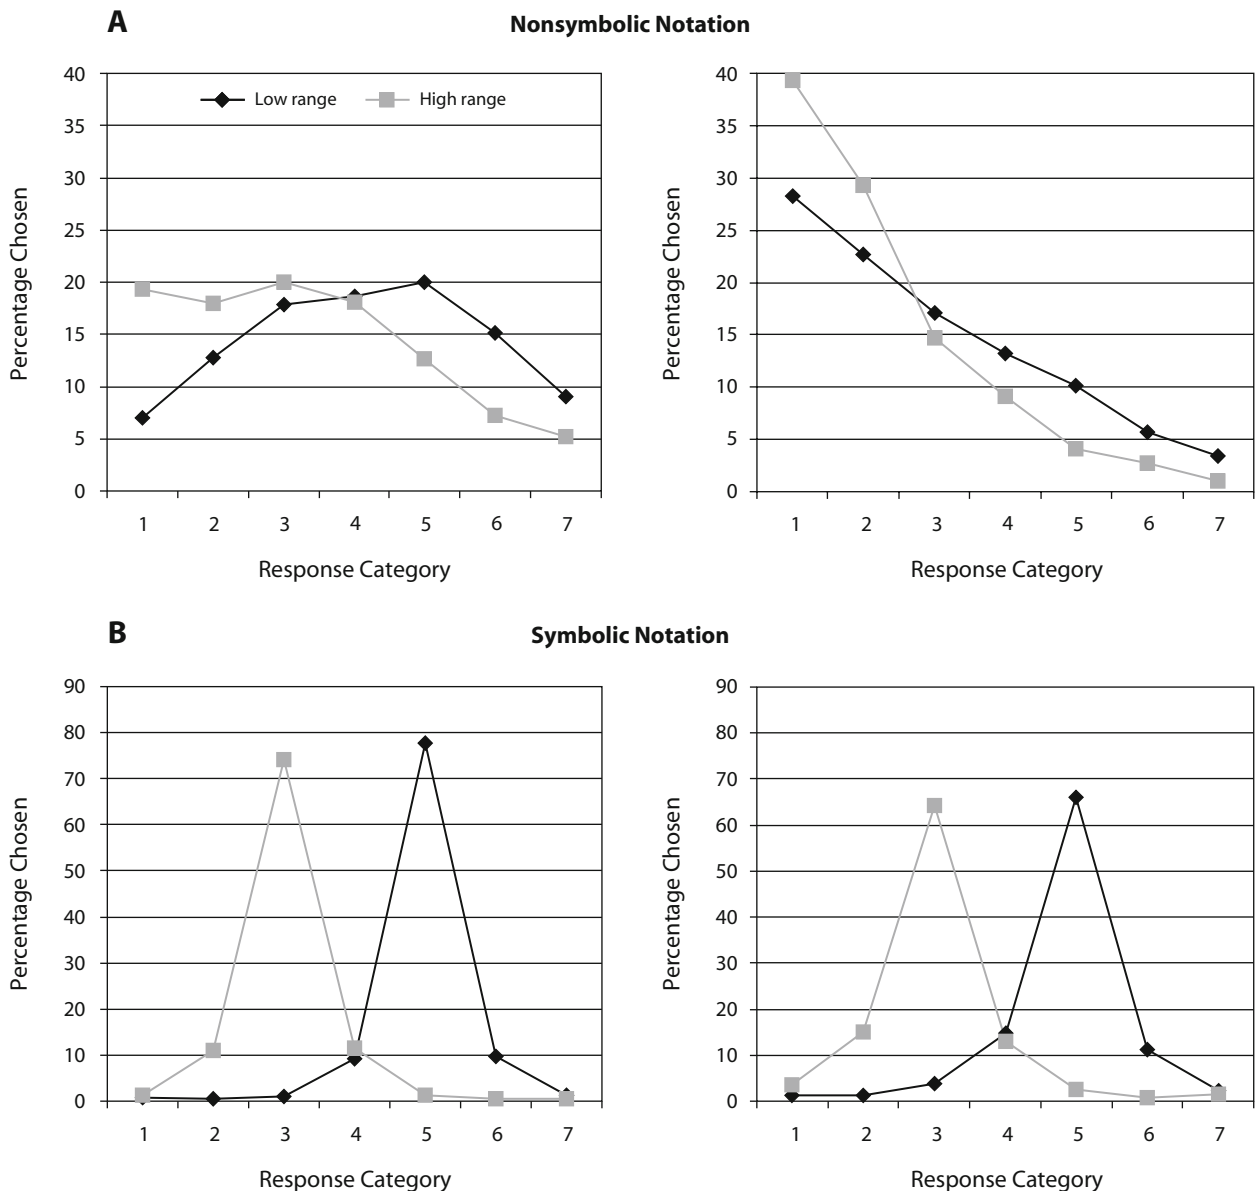 A
Nonsymbolic Notation
40
35
30
25
20
15
10
5
0
Percentage Chosen
Low range
High range
1 2 3 4 5 6 7
Response Category
40
35
30
25
20
15
10
5
0
Percentage Chosen
1 2 3 4 5 6 7
Response Category
B
Symbolic Notation
90
80
70
60
50
40
30
20
10
0
Percentage Chosen
1 2 3 4 5 6 7
Response Category
90
80
70
60
50
40
30
20
10
0
Percentage Chosen
1 2 3 4 5 6 7
Response Category